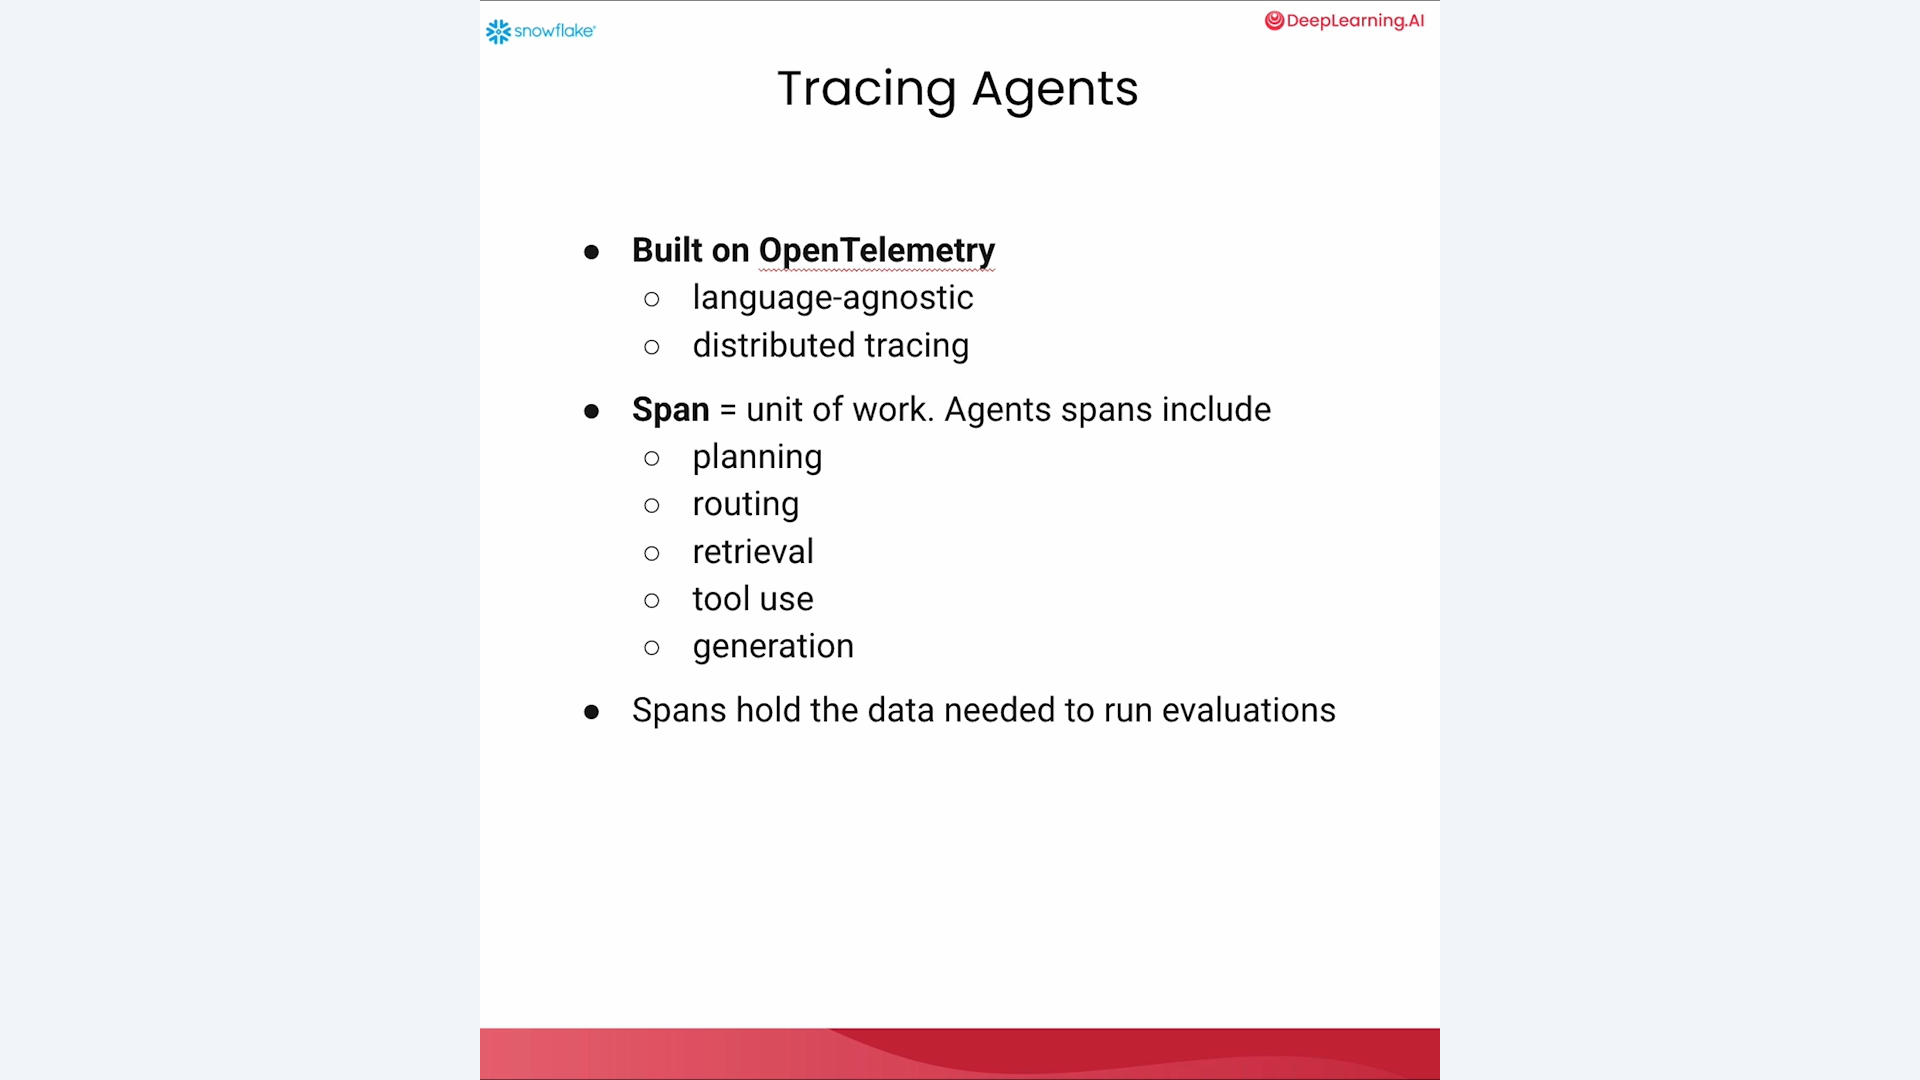 snowflake®
DeepLearning.AI
Tracing Agents
● Built on OpenTelemetry
○ language-agnostic
○ distributed tracing
● Span = unit of work. Agents spans include
○ planning
○ routing
○ retrieval
○ tool use
○ generation
● Spans hold the data needed to run evaluations